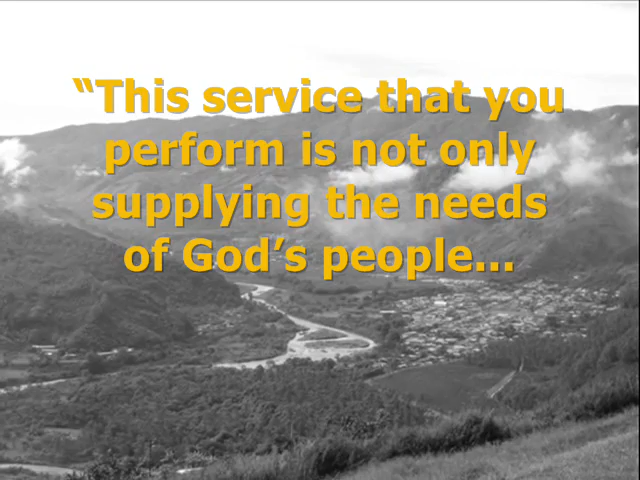 “This service that you
perform is not only
supplying the needs
of God’s people...